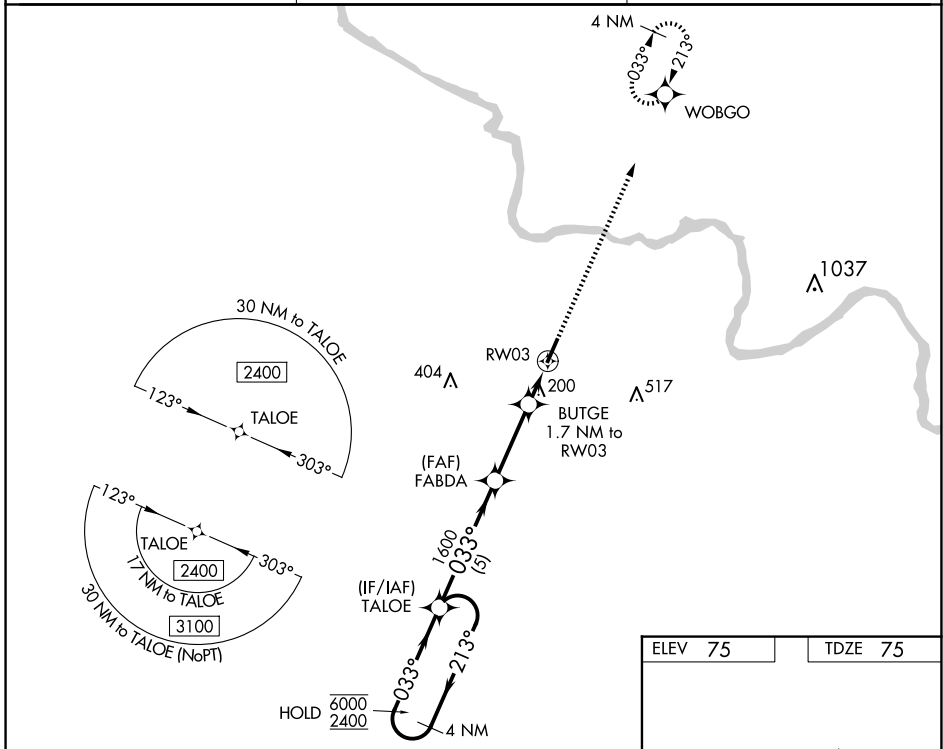 4 NM
033°
213°
WOBGO
1037
30 NM to TALOE
2400
123°
TALOE
303°
RW03
404
200
517
BUTGE
1.7 NM to
RW03
(FAF)
FABDA
123°
TALOE
303°
2400
17 NM to TALOE
3100
30 NM to TALOE (NoPT)
1600
033°
(5)
(IF/IAF)
TALOE
033°
213°
HOLD 6000
2400
4 NM
ELEV 75
TDZE 75